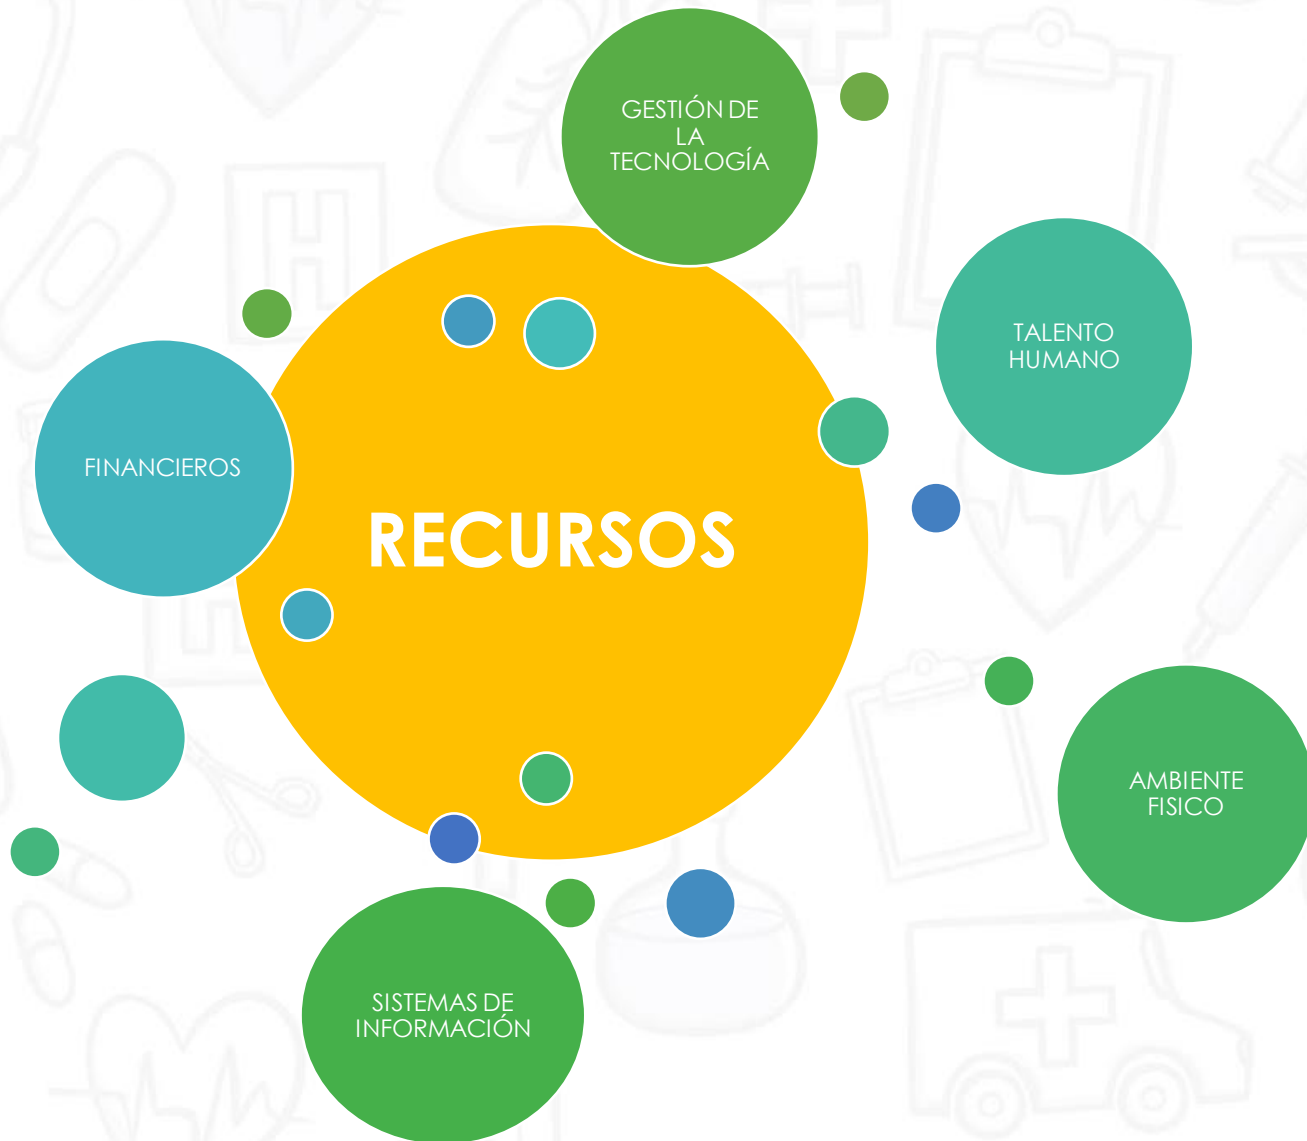 GESTIÓN DE
LA
TECNOLOGÍA
TALENTO
HUMANO
FINANCIEROS
RECURSOS
AMBIENTE
FISICO
SISTEMAS DE
INFORMACIÓN